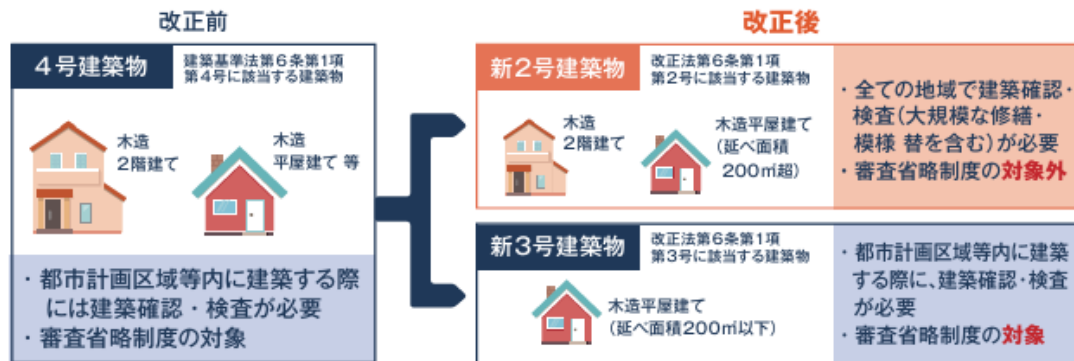 改正前
4号建築物
建築基準法第6条第1項
第4号に該当する建築物
木造
2階建て
木造
平屋建て 等
・都市計画区域等内に建築する際
には建築確認・検査が必要
・審査省略制度の対象
改正後
新2号建築物
改正法第6条第1項
第2号に該当する建築物
木造
2階建て
木造平屋建て
(延べ面積
200㎡超)
・全ての地域で建築確認・
検査(大規模な修繕・
模様 替を含む)が必要
・審査省略制度の対象外
新3号建築物
改正法第6条第1項
第3号に該当する建築物
木造平屋建て
(延べ面積200㎡以下)
・都市計画区域等内に建築
する際に、建築確認・検査
が必要
・審査省略制度の対象